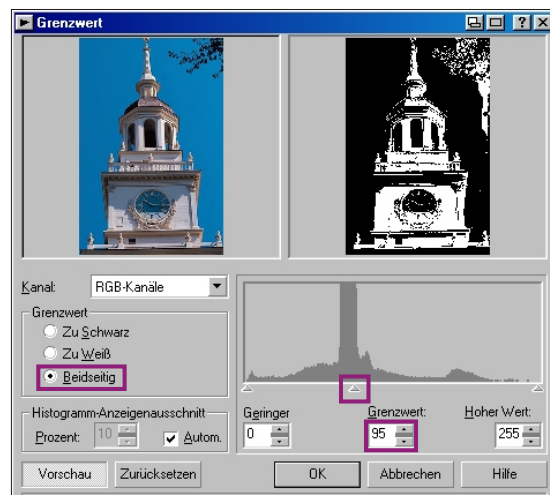 Grenzwert
Kanal: RGB-Kanäle
Grenzwert
Zu Schwarz
Zu Weiß
Beidseitig
Histogramm-Anzeigenausschnitt
Prozent: 10 Autom.
Geringer Grenzwert: Hoher Wert:
0 95 255
Vorschau Zurücksetzen OK Abbrechen Hilfe